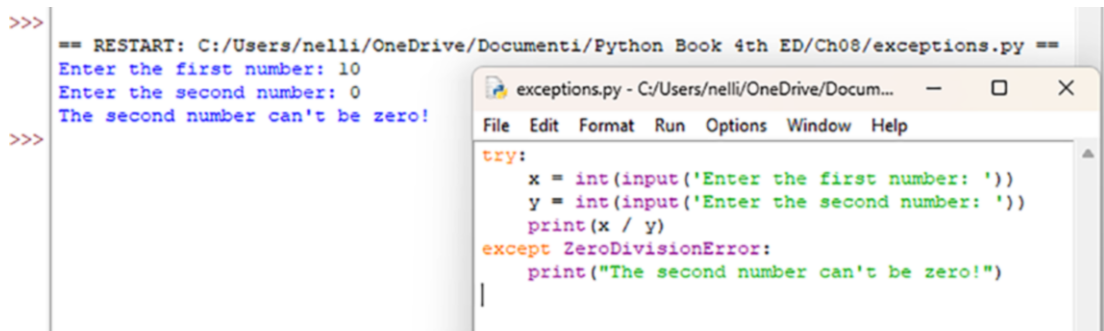 >>>
== RESTART: C:/Users/nelli/OneDrive/Documenti/Python Book 4th ED/Ch08/exceptions.py ==
Enter the first number: 10
Enter the second number: 0
The second number can't be zero!
>>>
exceptions.py - C:/Users/nelli/OneDrive/Docum...
File Edit Format Run Options Window Help
try:
    x = int(input('Enter the first number: '))
    y = int(input('Enter the second number: '))
    print(x / y)
except ZeroDivisionError:
    print("The second number can't be zero!")